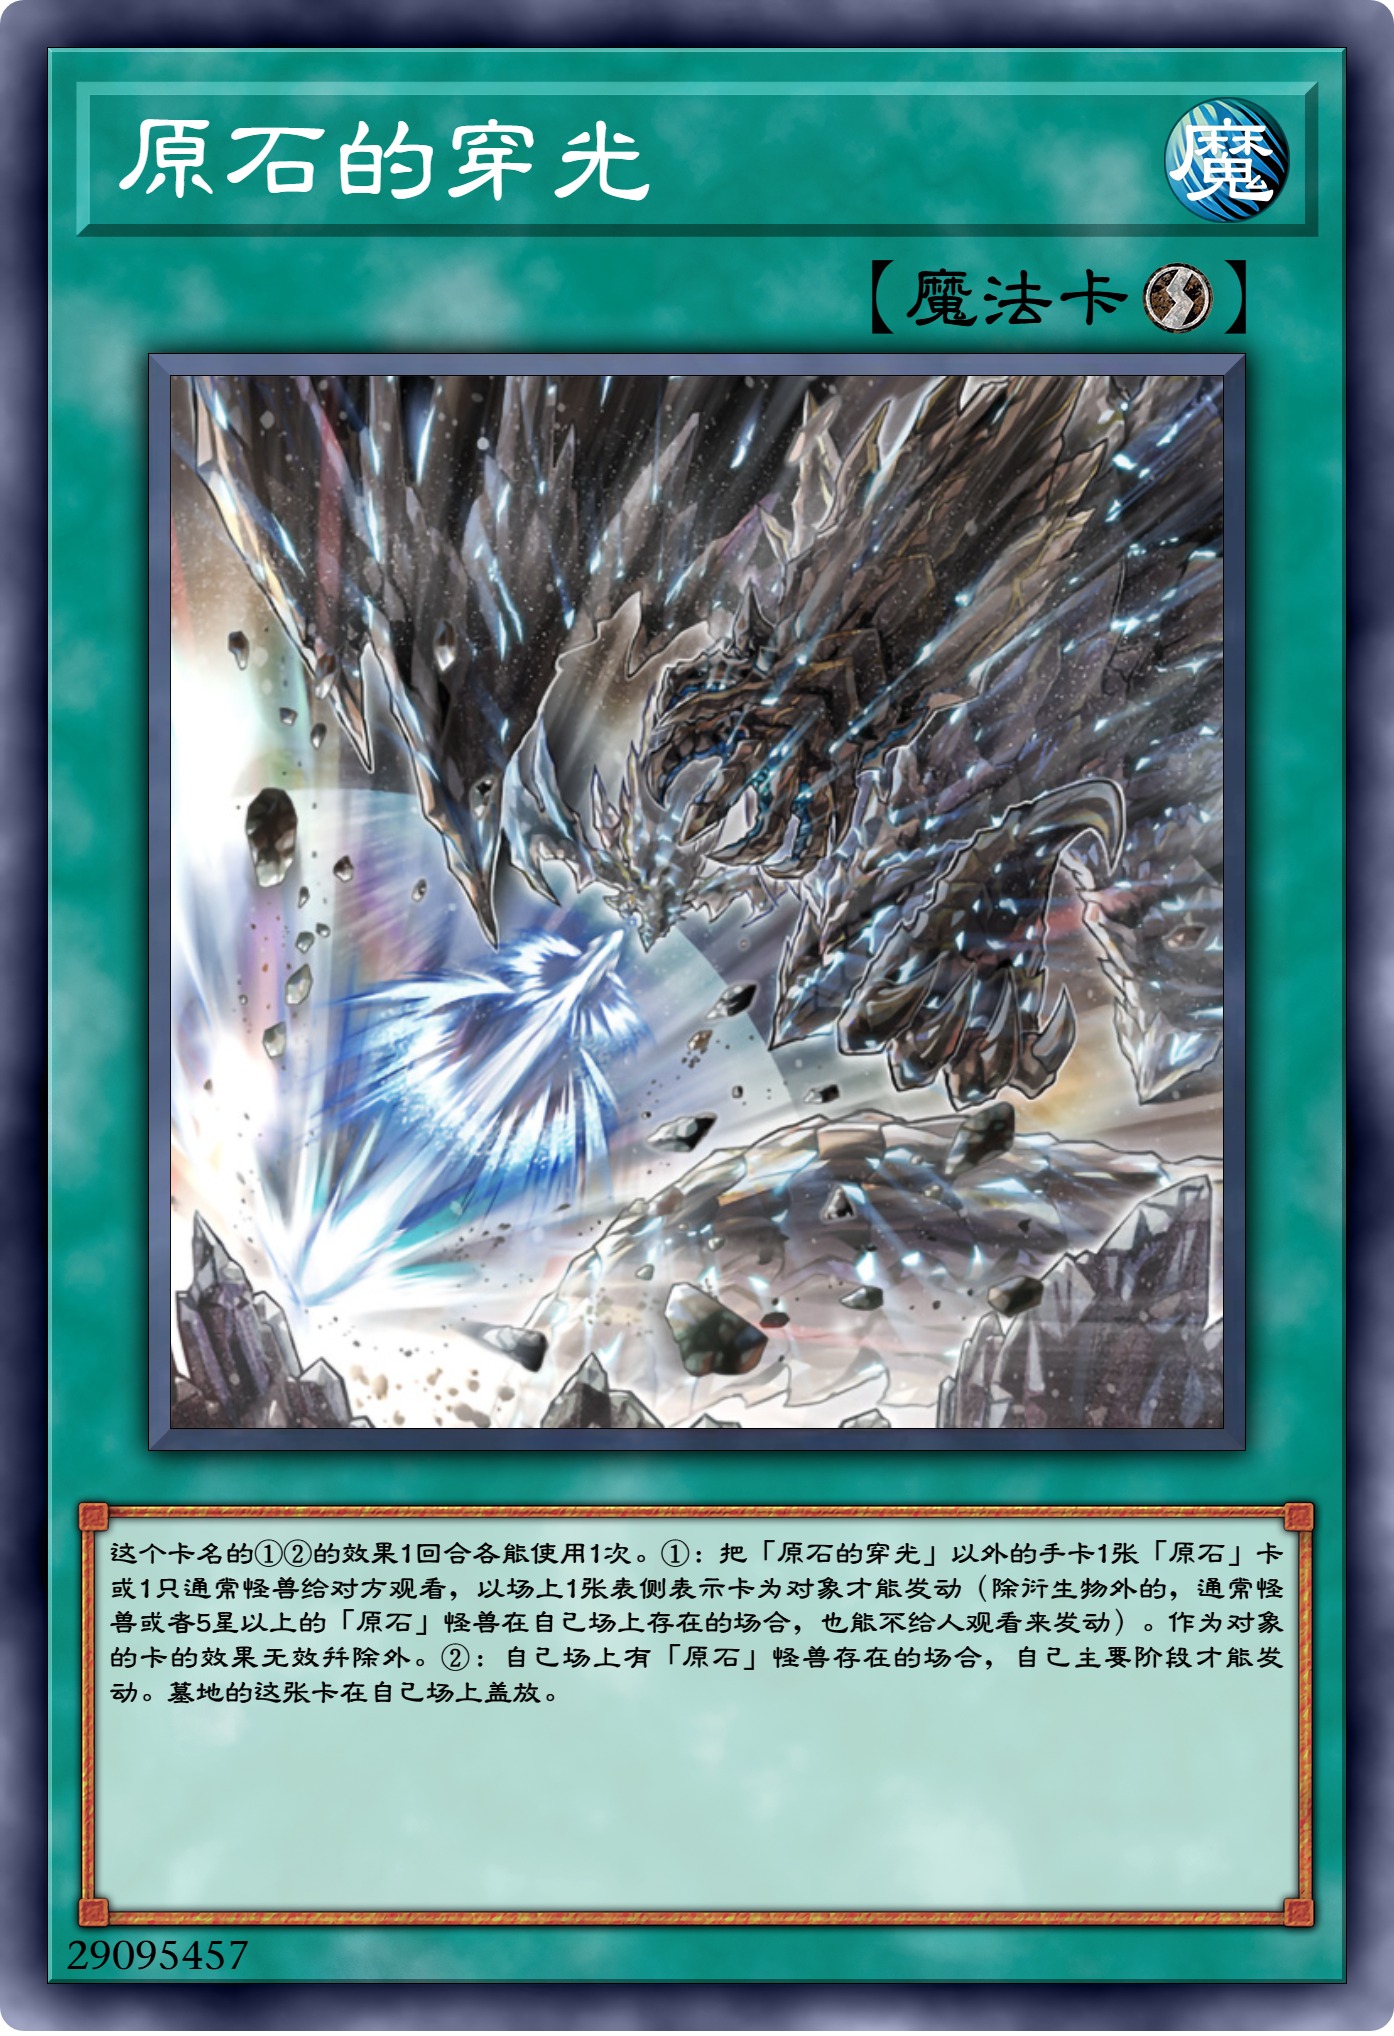 原石的穿光
魔
【魔法卡】
这个卡名的①②的效果1回合各能使用1次。①：把「原石的穿光」以外的手卡1张「原石」卡
或1只通常怪兽给对方观看，以场上1张表侧表示卡为对象才能发动（除衍生物外的，通常怪
兽或者5星以上的「原石」怪兽在自己场上存在的场合，也能不给人观看来发动）。作为对象
的卡的效果无效并除外。②：自己场上有「原石」怪兽存在的场合，自己主要阶段才能发
动。墓地的这张卡在自己场上盖放。
29095457